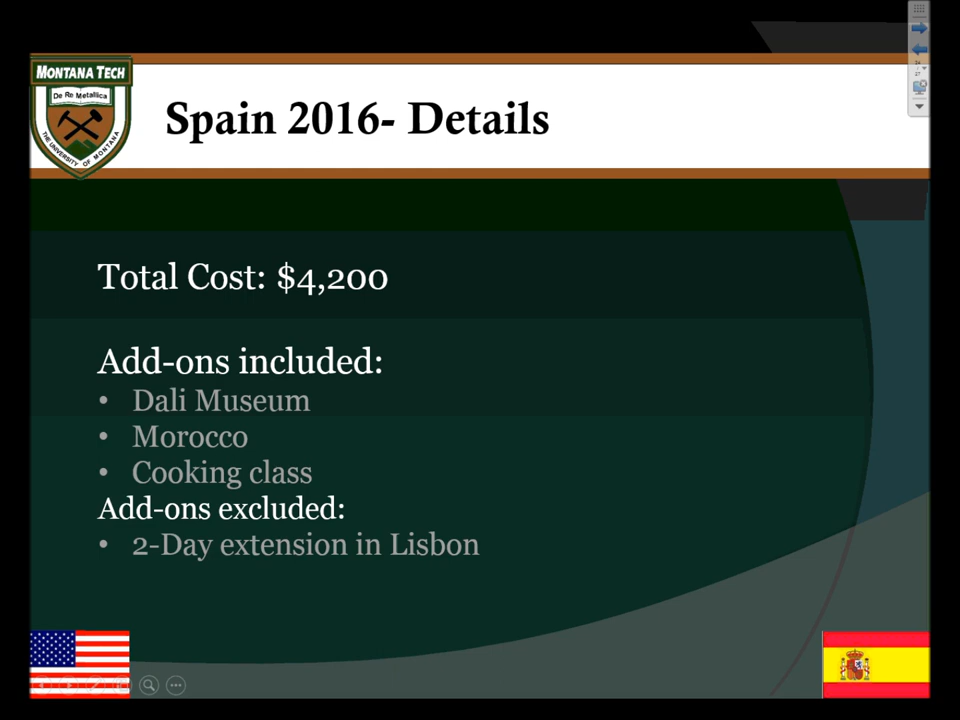 MONTANA TECH
De Re Metallica
THE UNIVERSITY OF MONTANA
Spain 2016- Details
Total Cost: $4,200
Add-ons included:
• Dali Museum
• Morocco
• Cooking class
Add-ons excluded:
• 2-Day extension in Lisbon